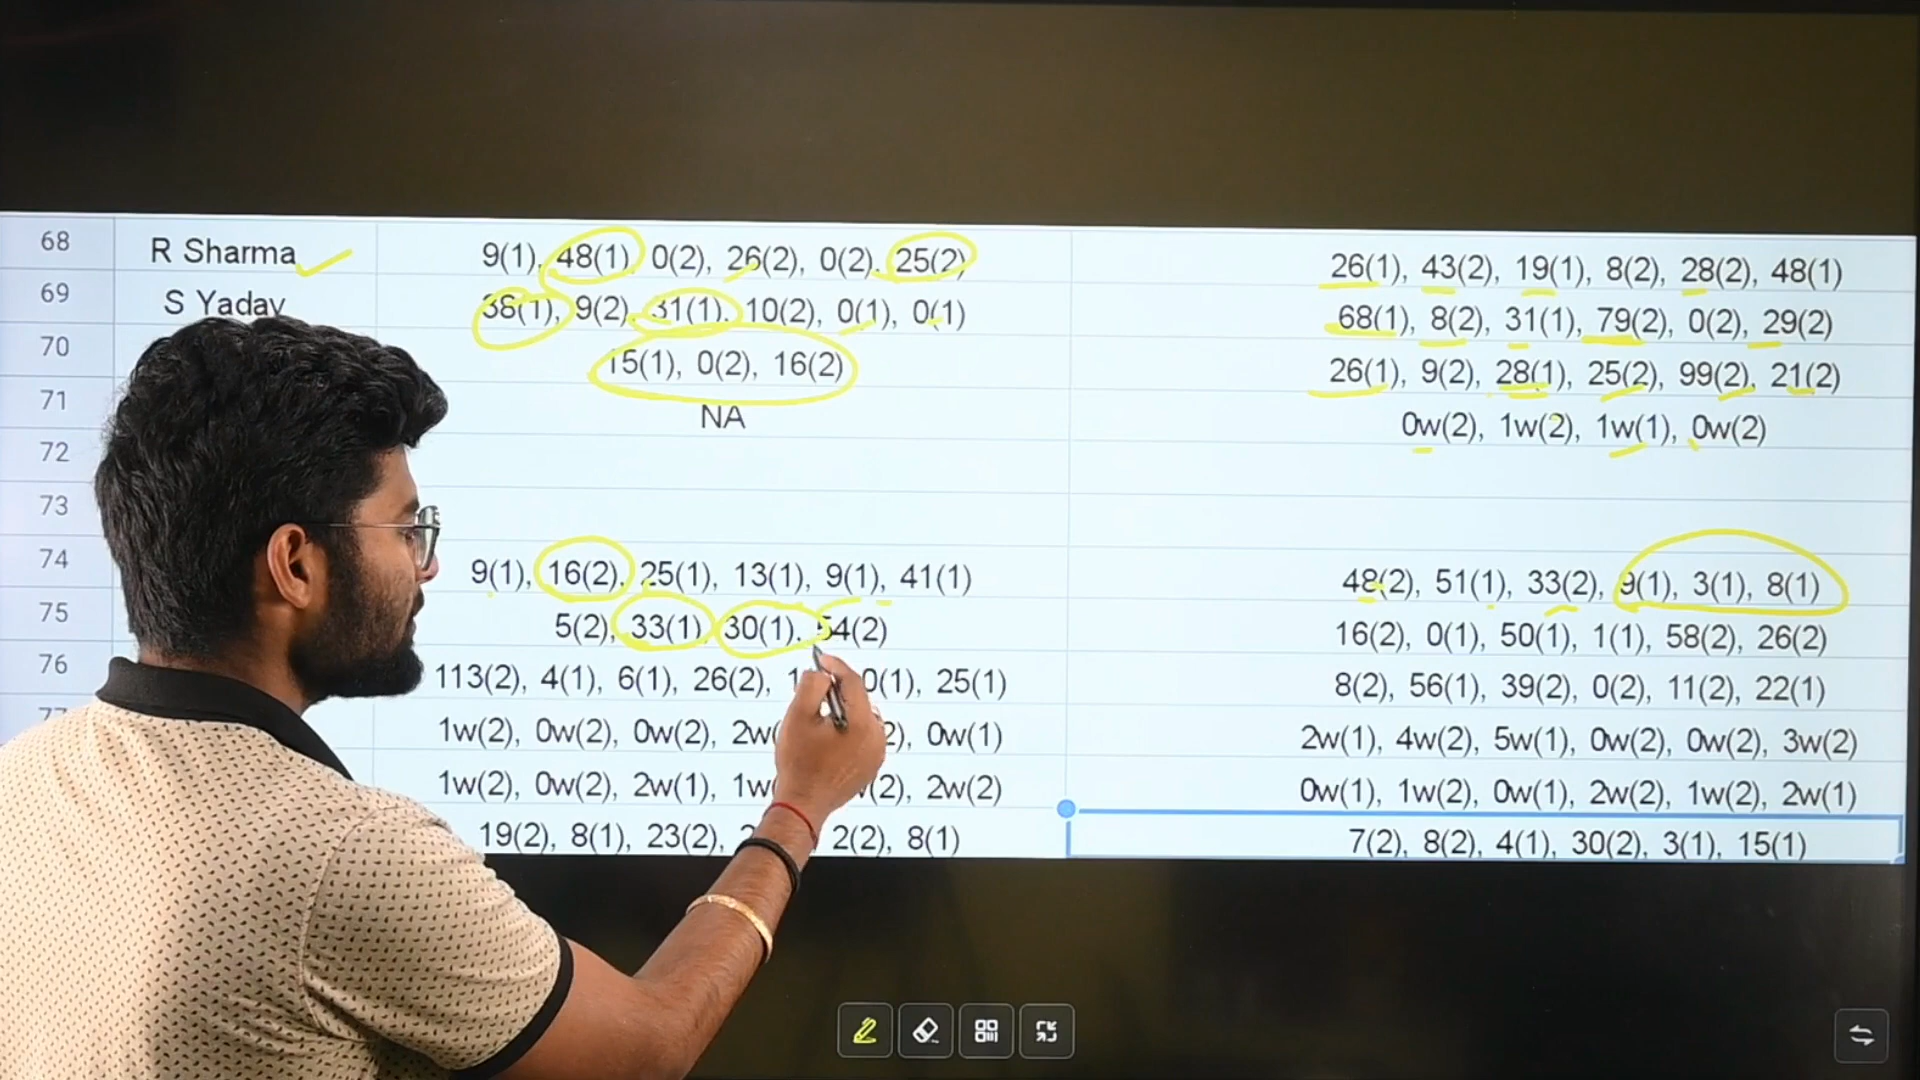 68 R Sharma 9(1), 48(1), 0(2), 26(2), 0(2), 25(2) 26(1), 43(2), 19(1), 8(2), 28(2), 48(1)
69 S Yadav 38(1), 9(2), 31(1), 10(2), 0(1), 0(1) 68(1), 8(2), 31(1), 79(2), 0(2), 29(2)
70 15(1), 0(2), 16(2) 26(1), 9(2), 28(1), 25(2), 99(2), 21(2)
71 NA 0w(2), 1w(2), 1w(1), 0w(2)
72
73
74 9(1), 16(2), 25(1), 13(1), 9(1), 41(1) 48(2), 51(1), 33(2), 9(1), 3(1), 8(1)
75 5(2), 33(1), 30(1), 54(2) 16(2), 0(1), 50(1), 1(1), 58(2), 26(2)
76 113(2), 4(1), 6(1), 26(2), 0(1), 25(1) 8(2), 56(1), 39(2), 0(2), 11(2), 22(1)
77 1w(2), 0w(2), 0w(2), 2w( 2), 0w(1) 2w(1), 4w(2), 5w(1), 0w(2), 0w(2), 3w(2)
1w(2), 0w(2), 2w(1), 1w (2), 2w(2) 0w(1), 1w(2), 0w(1), 2w(2), 1w(2), 2w(1)
19(2), 8(1), 23(2), 2(2), 8(1) 7(2), 8(2), 4(1), 30(2), 3(1), 15(1)